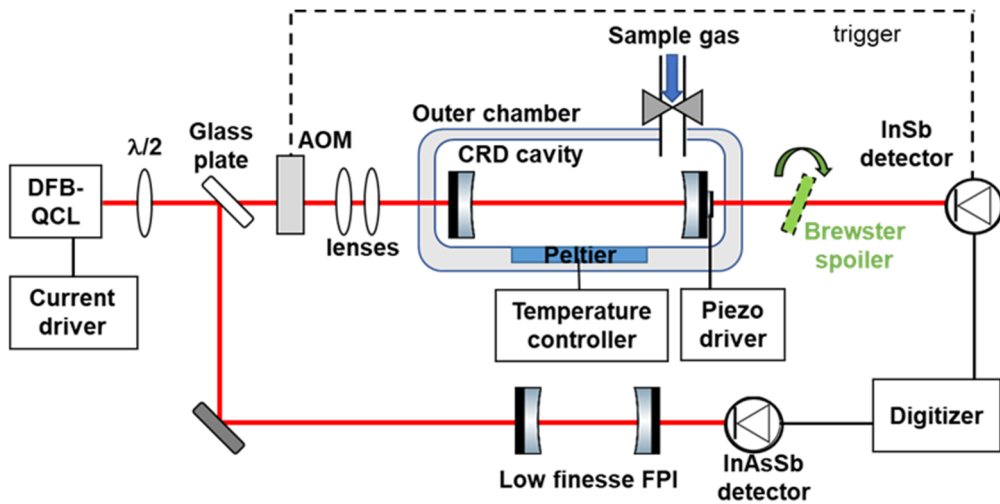 Sample gas
trigger
Outer chamber
InSb
detector
Glass
plate
AOM
λ/2
CRD cavity
DFB-
QCL
lenses
Brewster
spoiler
Peltier
Current
driver
Temperature
controller
Piezo
driver
Digitizer
Low finesse FPI
InAsSb
detector